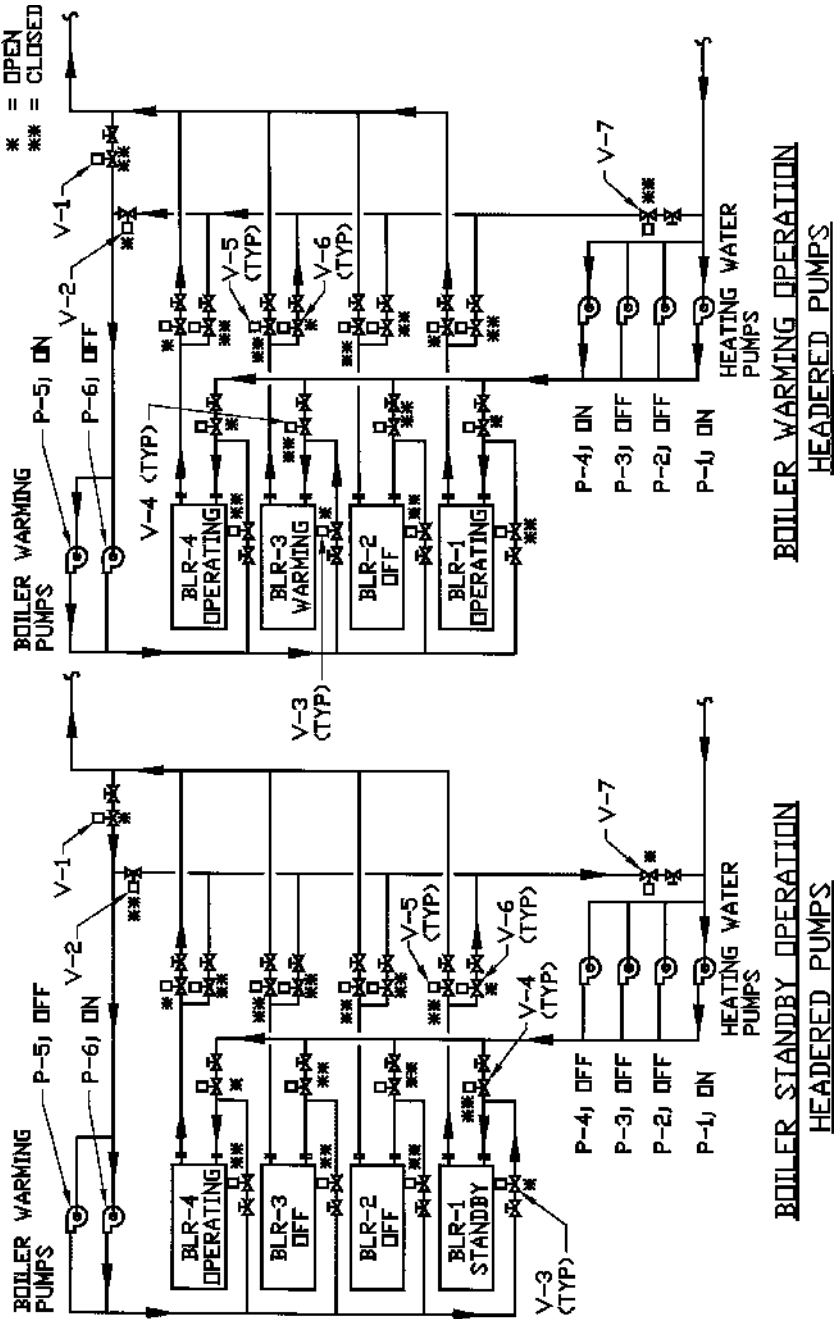 * = OPEN
** = CLOSED
BOILER WARMING
PUMPS
P-5, ON
P-6, OFF
V-1
V-2
V-4 (TYP)
V-5
(TYP)
V-6
(TYP)
**
*
BLR-4
OPERATING
*
**
*
**
BLR-3
WARMING
**
*
**
*
BLR-2
OFF
**
**
**
**
BLR-1
OPERATING
*
**
*
**
V-3
(TYP)
V-7
**
P-4, ON
P-3, OFF
P-2, OFF
P-1, ON
HEATING WATER
PUMPS
BOILER WARMING OPERATION
HEADERED PUMPS
BOILER WARMING
PUMPS
P-5, OFF
P-6, ON
V-1
V-2
*
**
BLR-4
OPERATING
*
**
*
**
BLR-3
OFF
**
**
**
**
BLR-2
OFF
**
**
**
**
V-5
(TYP)
V-6
(TYP)
V-4
(TYP)
BLR-1
STANDBY
**
*
**
*
V-3
(TYP)
V-7
*
P-4, OFF
P-3, OFF
P-2, OFF
P-1, ON
HEATING WATER
PUMPS
BOILER STANDBY OPERATION
HEADERED PUMPS